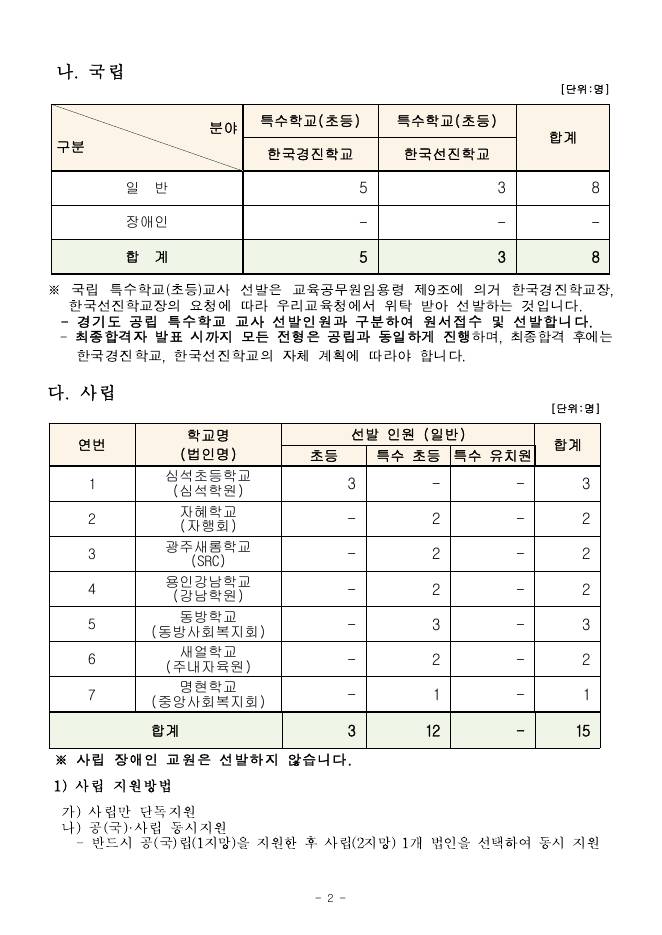 나. 국립
[단위:명]
분야
구분
특수학교(초등) 특수학교(초등) 합계
한국경진학교 한국선진학교
일 반 5 3 8
장애인 - - -
합 계 5 3 8
※ 국립 특수학교(초등)교사 선발은 교육공무원임용령 제9조에 의거 한국경진학교장,
한국선진학교장의 요청에 따라 우리교육청에서 위탁 받아 선발하는 것입니다.
- 경기도 공립 특수학교 교사 선발인원과 구분하여 원서접수 및 선발합니다.
- 최종합격자 발표 시까지 모든 전형은 공립과 동일하게 진행하며, 최종합격 후에는
한국경진학교, 한국선진학교의 자체 계획에 따라야 합니다.
다. 사립
[단위:명]
연번 학교명 (법인명) 선발 인원 (일반) 합계
초등 특수 초등 특수 유치원
1 심석초등학교 (심석학원) 3 - - 3
2 자혜학교 (자행회) - 2 - 2
3 광주새롬학교 (SRC) - 2 - 2
4 용인강남학교 (강남학원) - 2 - 2
5 동방학교 (동방사회복지회) - 3 - 3
6 새얼학교 (주내자육원) - 2 - 2
7 명현학교 (중앙사회복지회) - 1 - 1
합계 3 12 - 15
※ 사립 장애인 교원은 선발하지 않습니다.
1) 사립 지원방법
가) 사립만 단독지원
나) 공(국)·사립 동시지원
- 반드시 공(국)립(1지망)을 지원한 후 사립(2지망) 1개 법인을 선택하여 동시 지원
- 2 -